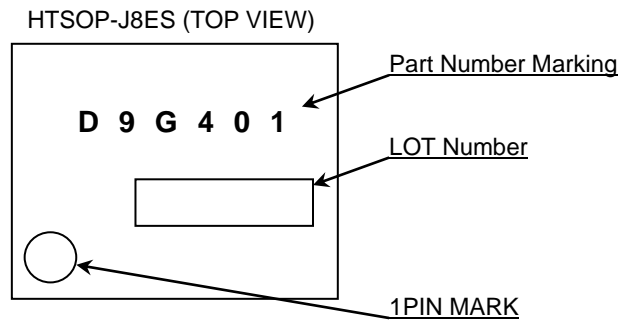 HTSOP-J8ES (TOP VIEW)
Part Number Marking
D 9 G 4 0 1
LOT Number
1PIN MARK